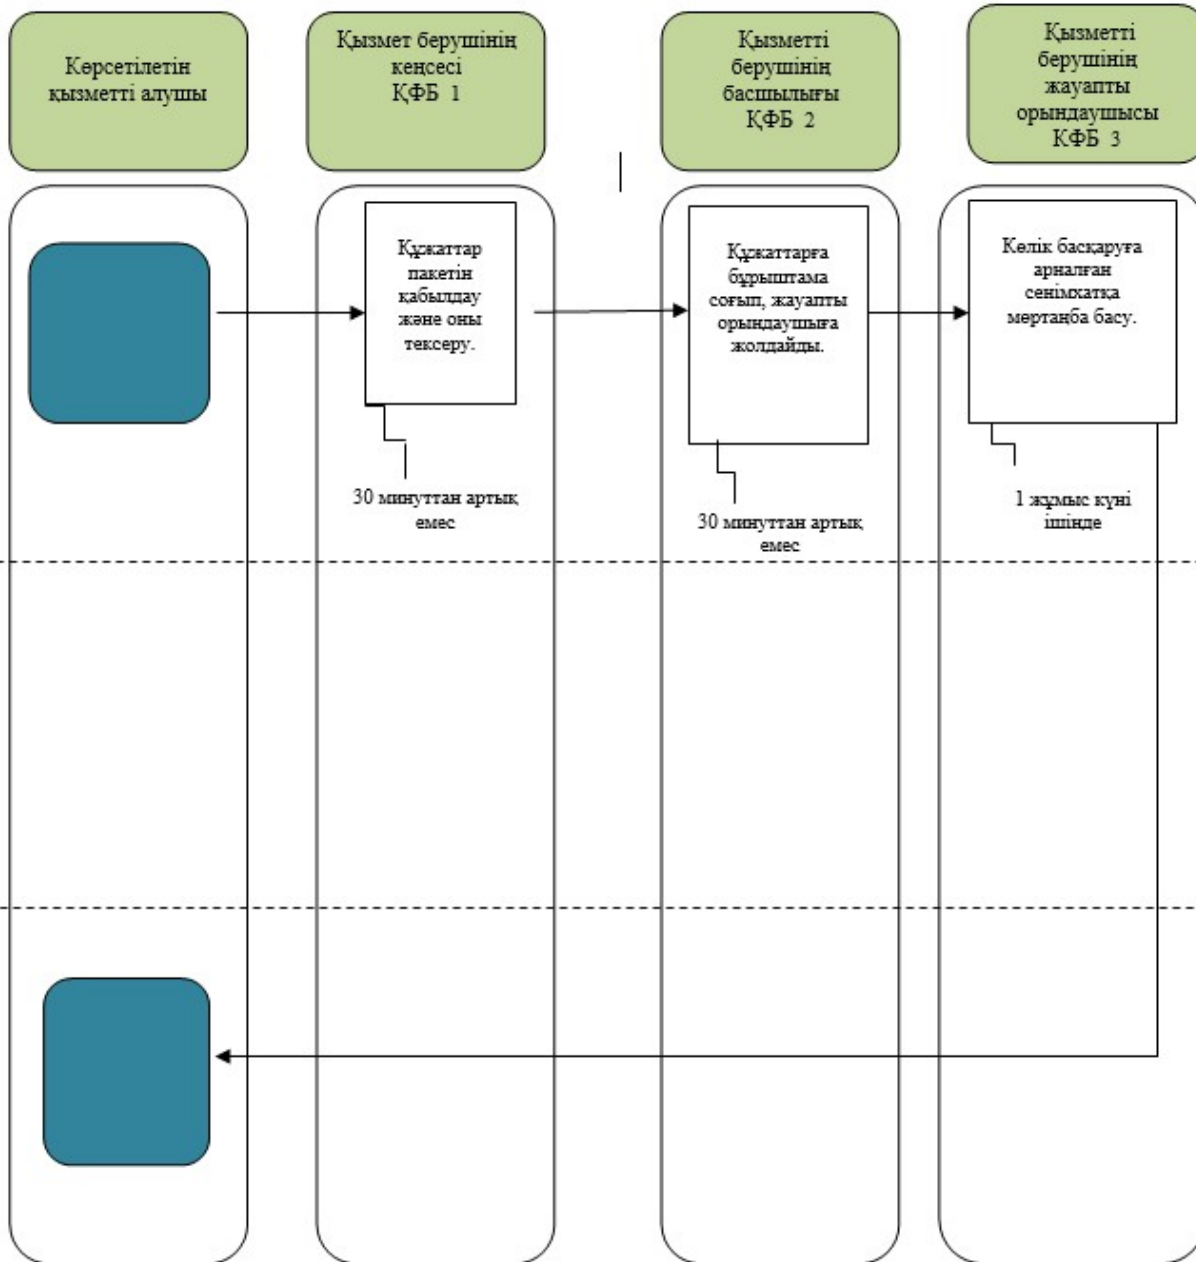 Көрсетілетін
қызметті алушы
Қызмет берушінің
кеңсесі
ҚФБ 1
Қызметті
берушінің
басшылығы
ҚФБ 2
Қызметті
берушінің
жауапты
орындаушысы
КФБ 3
Құжаттар
пакетін
қабылдау
және оны
тексеру.
Құжаттарға
бұрыштама
соғып, жауапты
орындаушыға
жолдайды.
Көлік басқаруға
арналған
сенімхатқа
мөртаңба басу.
30 минуттан артық
емес
30 минуттан артық
емес
1 жұмыс күні
ішінде